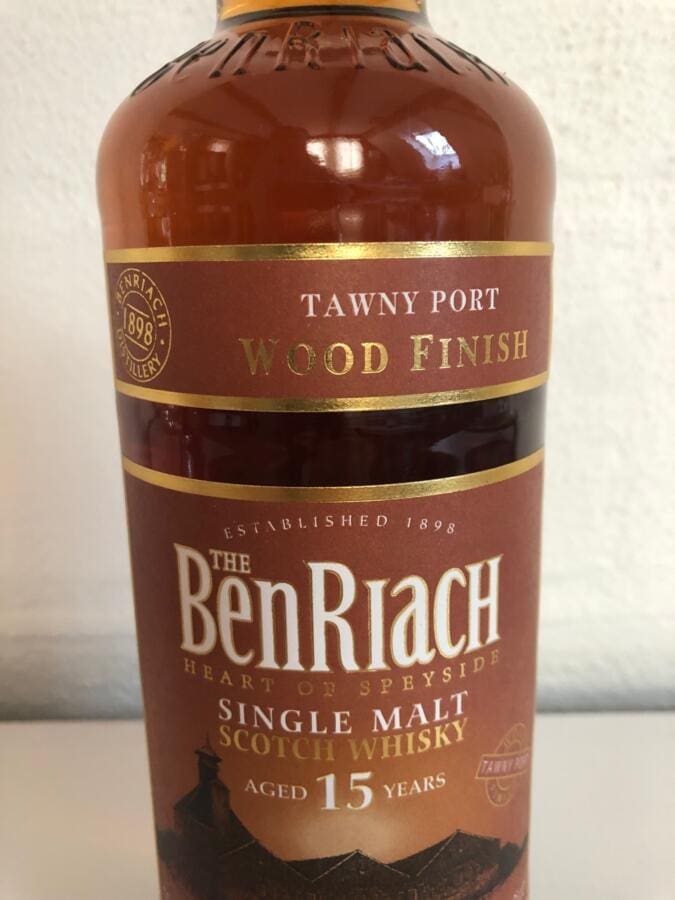 BenRiach
TAWNY PORT
WOOD FINISH
BENRIACH
1898
DISTILLERY
ESTABLISHED 1898
THE
BENRIACH
HEART OF SPEYSIDE
SINGLE MALT
SCOTCH WHISKY
AGED 15 YEARS
TAWNY PORT